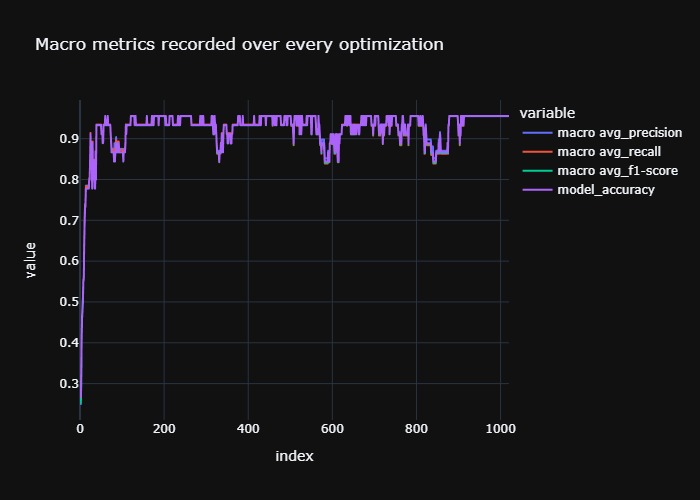 Macro metrics recorded over every optimization
variable
macro avg_precision
macro avg_recall
macro avg_f1-score
model_accuracy
value
0.9
0.8
0.7
0.6
0.5
0.4
0.3
0 200 400 600 800 1000
index